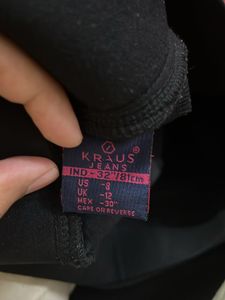 KRAUS
JEANS
IND - 32"/81cm
US -8
UK -12
MEX -30"
CARE ON REVERSE